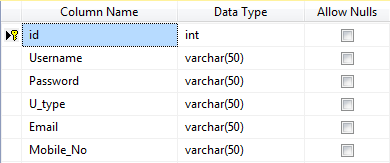 Column Name Data Type Allow Nulls
id int
Username varchar(50)
Password varchar(50)
U_type varchar(50)
Email varchar(50)
Mobile_No varchar(50)